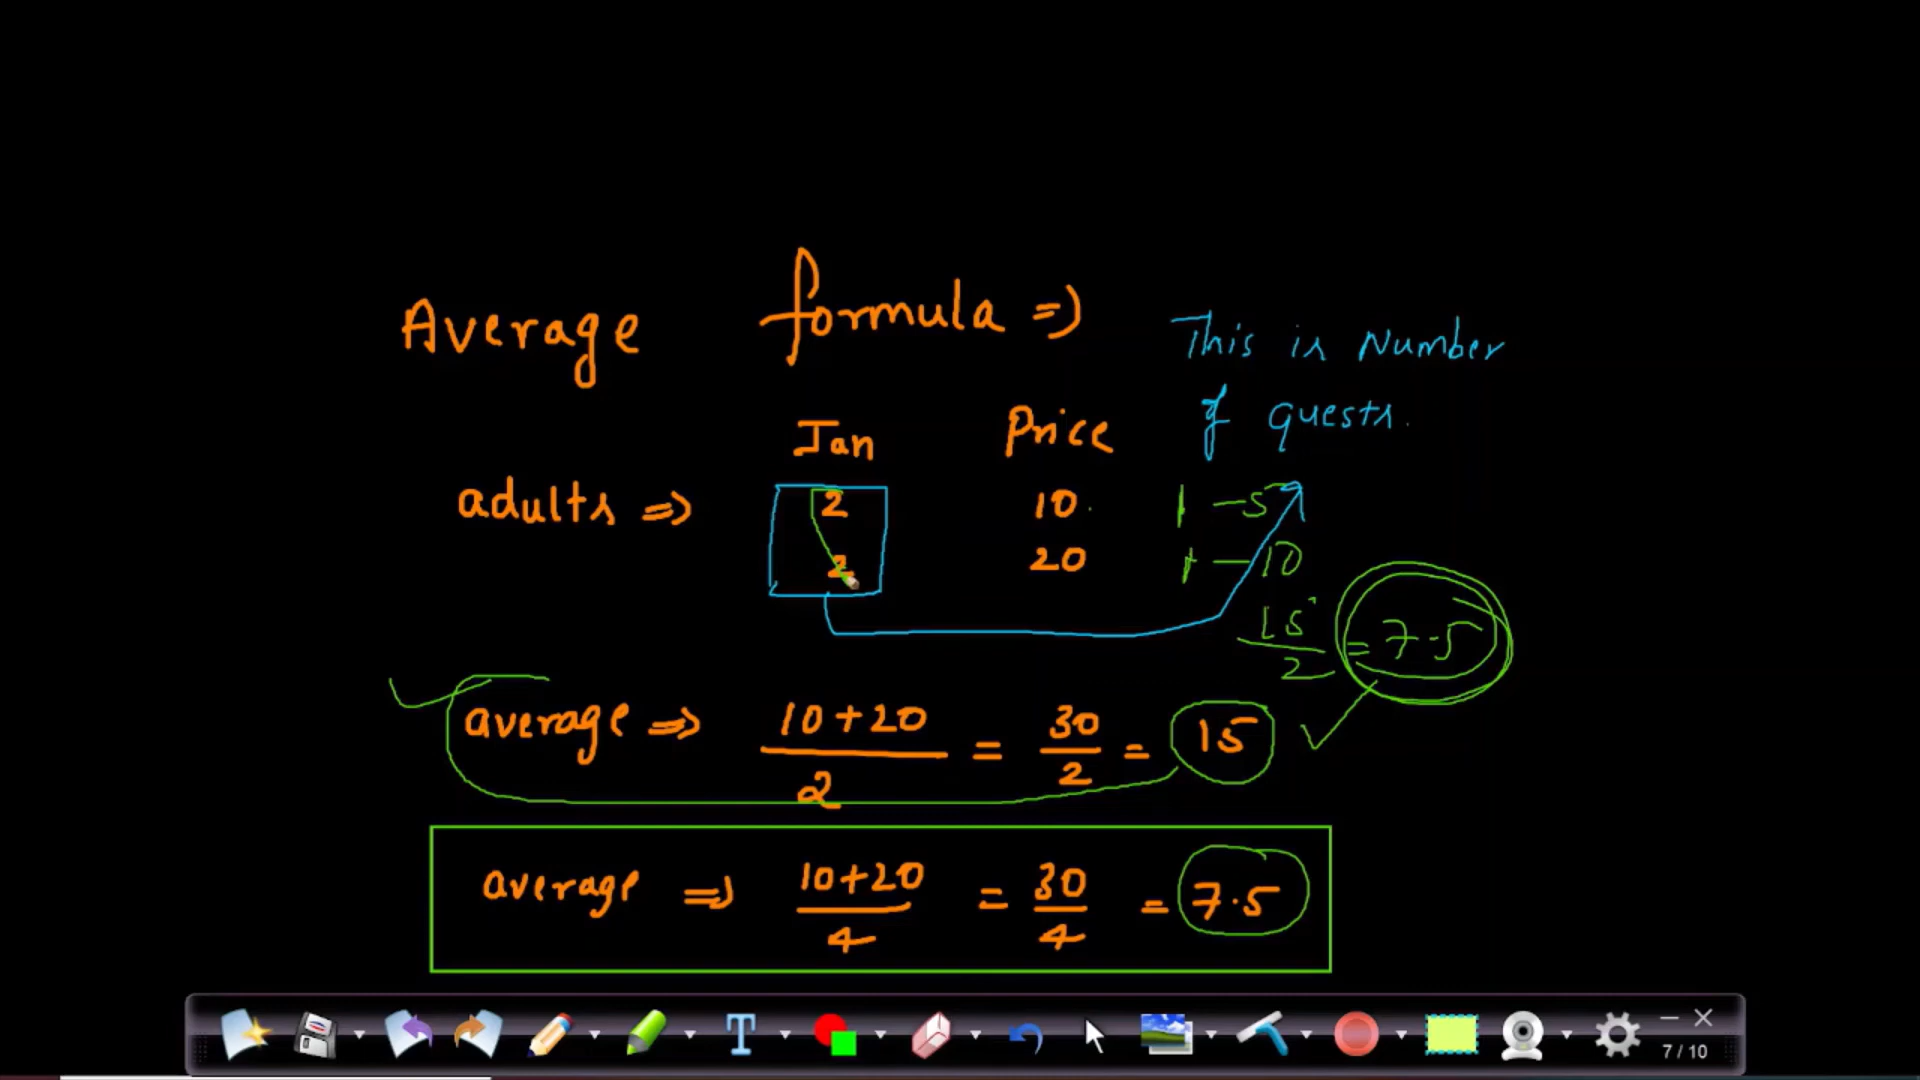 Average formula =>
This is Number
of guests.
Jan Price
adults => 2 10. 1 - 5
2 20 1 - 10
15/2 = 7.5
average => 10+20/2 = 30/2 = 15
average => 10+20/4 = 30/4 = 7.5
T
7 / 10